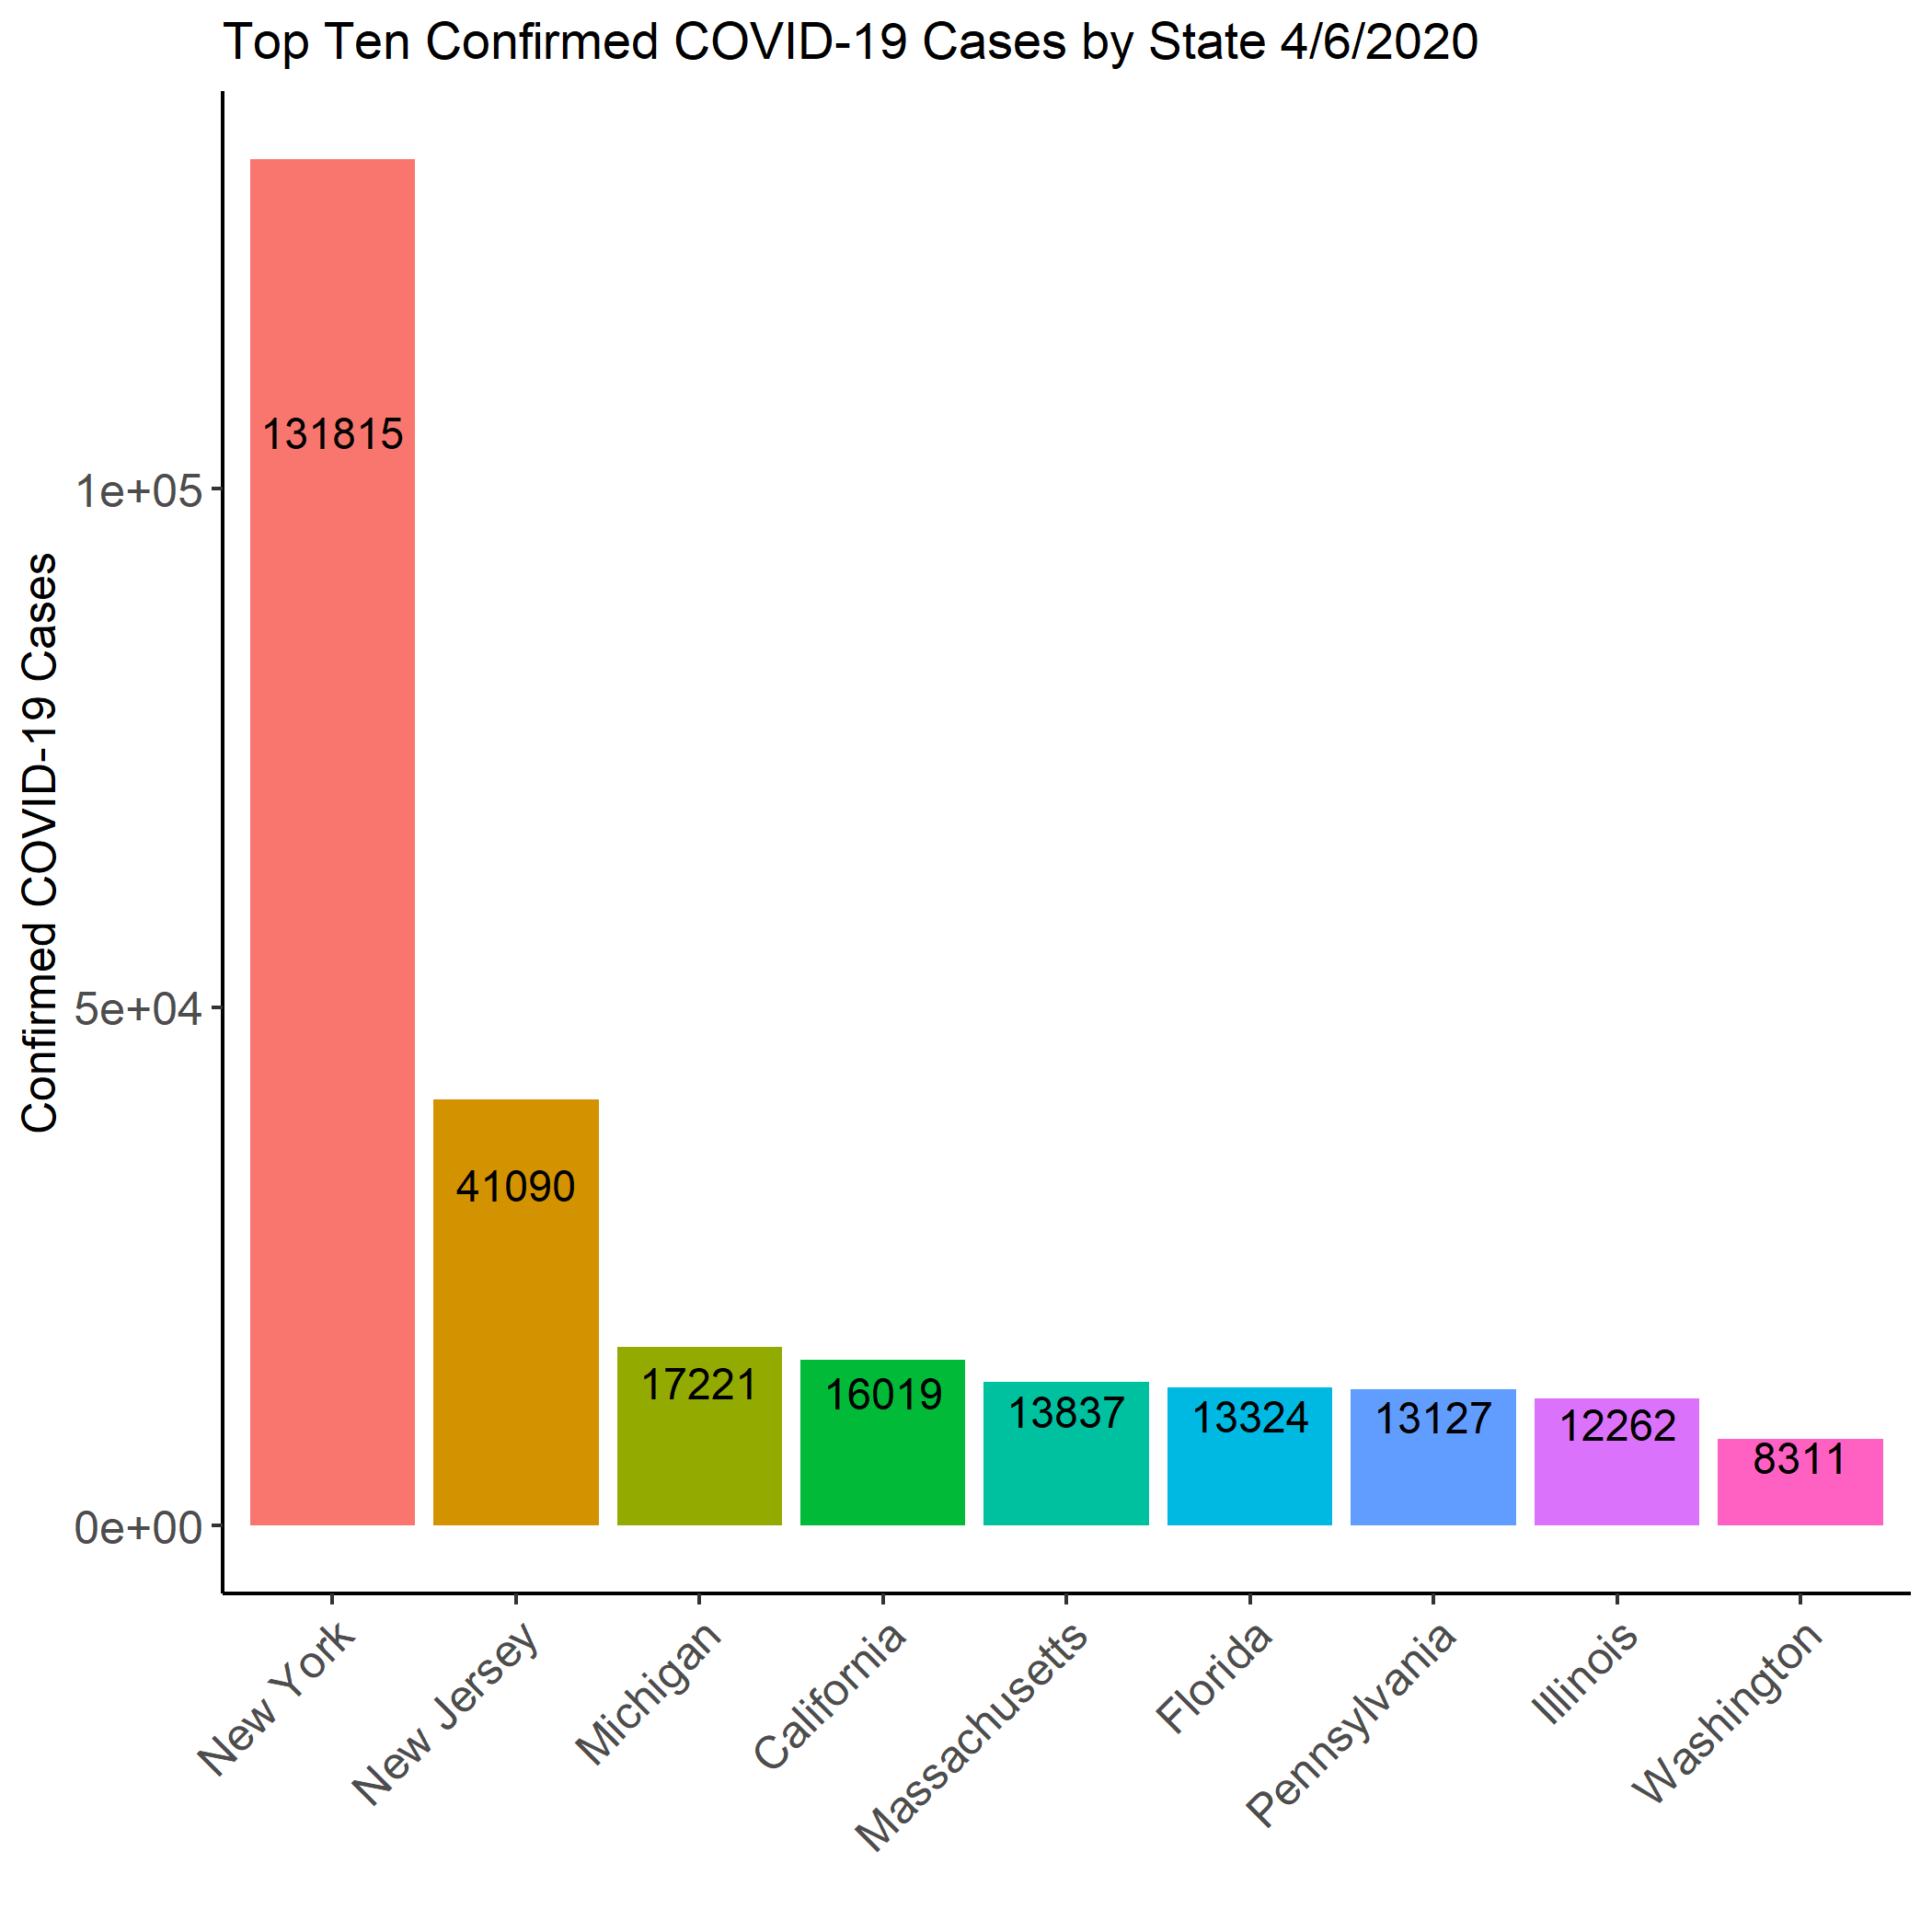 Top Ten Confirmed COVID-19 Cases by State 4/6/2020
Confirmed COVID-19 Cases
1e+05
5e+04
0e+00
131815
41090
17221
16019
13837
13324
13127
12262
8311
New York
New Jersey
Michigan
California
Massachusetts
Florida
Pennsylvania
Illinois
Washington